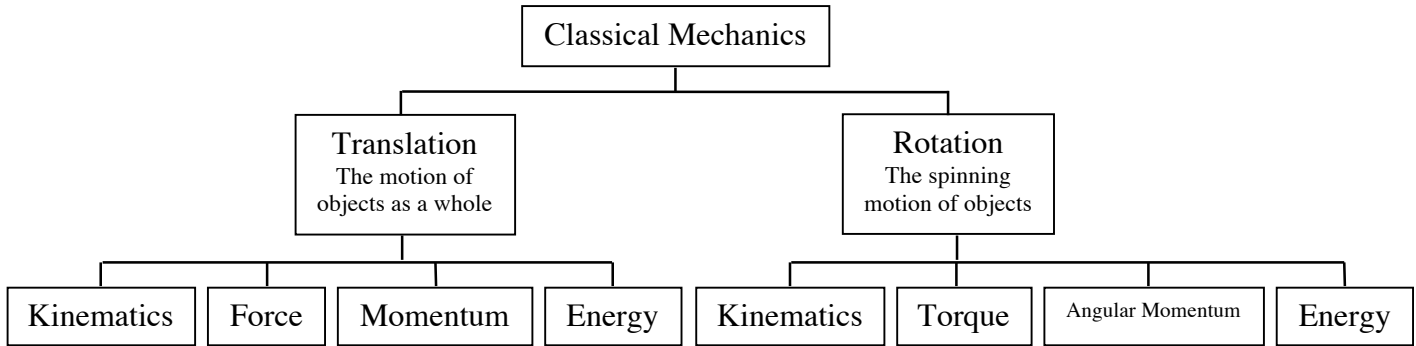 Classical Mechanics
Translation
The motion of
objects as a whole
Rotation
The spinning
motion of objects
Kinematics
Force
Momentum
Energy
Kinematics
Torque
Angular Momentum
Energy